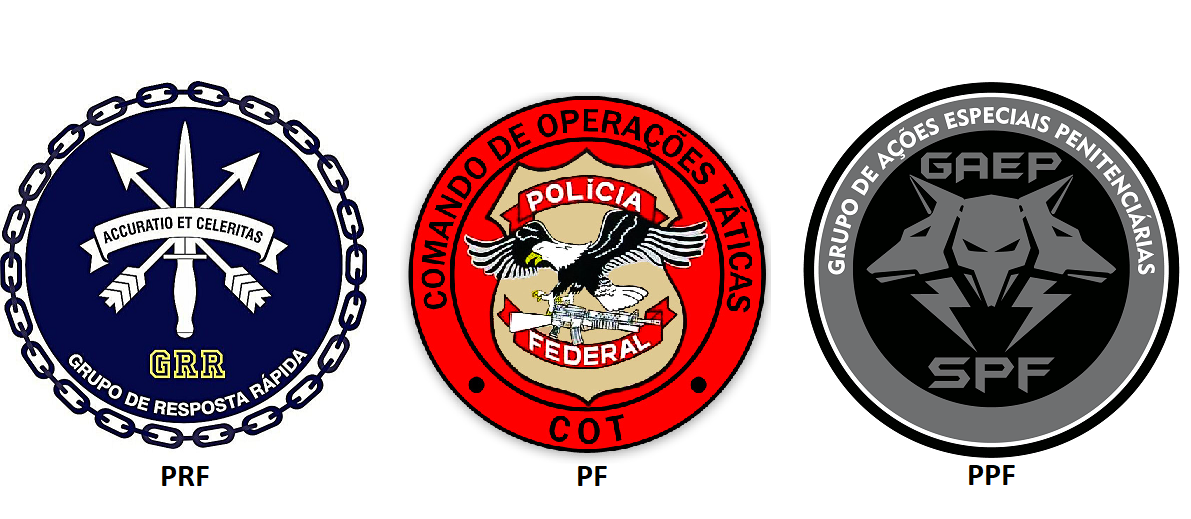 ACCURATIO ET CELERITAS
GRR
GRUPO DE RESPOSTA RÁPIDA
PRF
COMANDO DE OPERAÇÕES TÁTICAS
POLíCIA
FEDERAL
COT
PF
GRUPO DE AÇÕES ESPECIAIS PENITENCIÁRIAS
GAEP
SPF
PPF